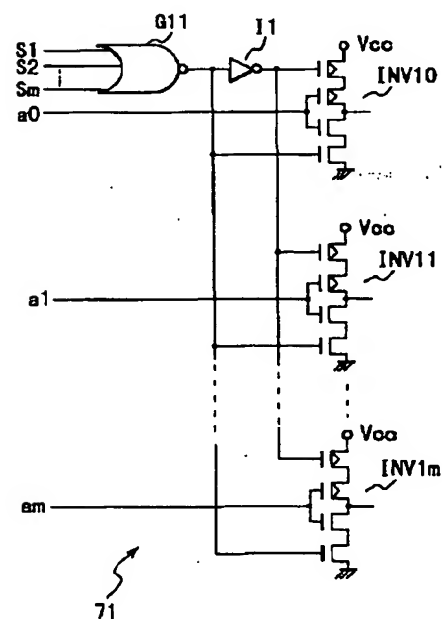 G11
I1
S1
S2
Sm
a0
Vcc
INV10
Vcc
INV11
a1
Vcc
INV1m
am
71